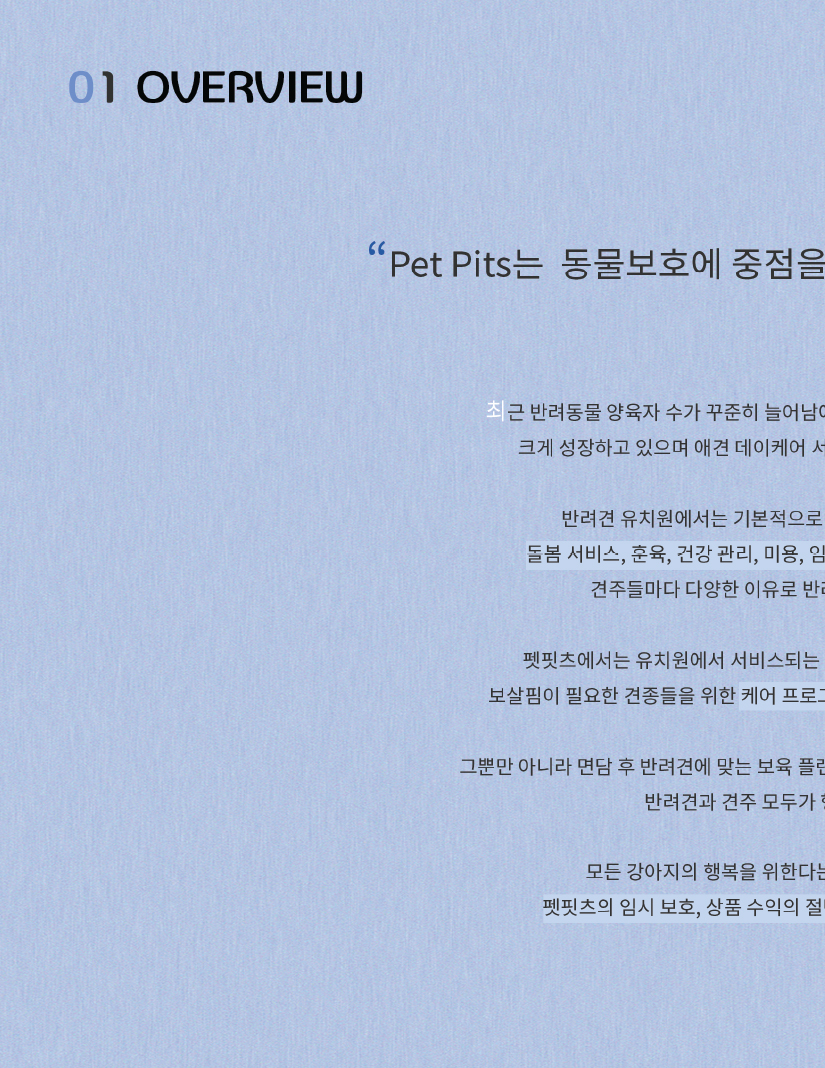 01 OVERVIEW
“Pet Pits는 동물보호에 중점을
최근 반려동물 양육자 수가 꾸준히 늘어남에
크게 성장하고 있으며 애견 데이케어
반려견 유치원에서는 기본적으로
돌봄 서비스, 훈육, 건강 관리, 미용, 임
견주들마다 다양한 이유로 반려
펫핏츠에서는 유치원에서 서비스되는
보살핌이 필요한 견종들을 위한 케어 프로그
그뿐만 아니라 면담 후 반려견에 맞는 보육 플랜
반려견과 견주 모두가
모든 강아지의 행복을 위한다는
펫핏츠의 임시 보호, 상품 수익의